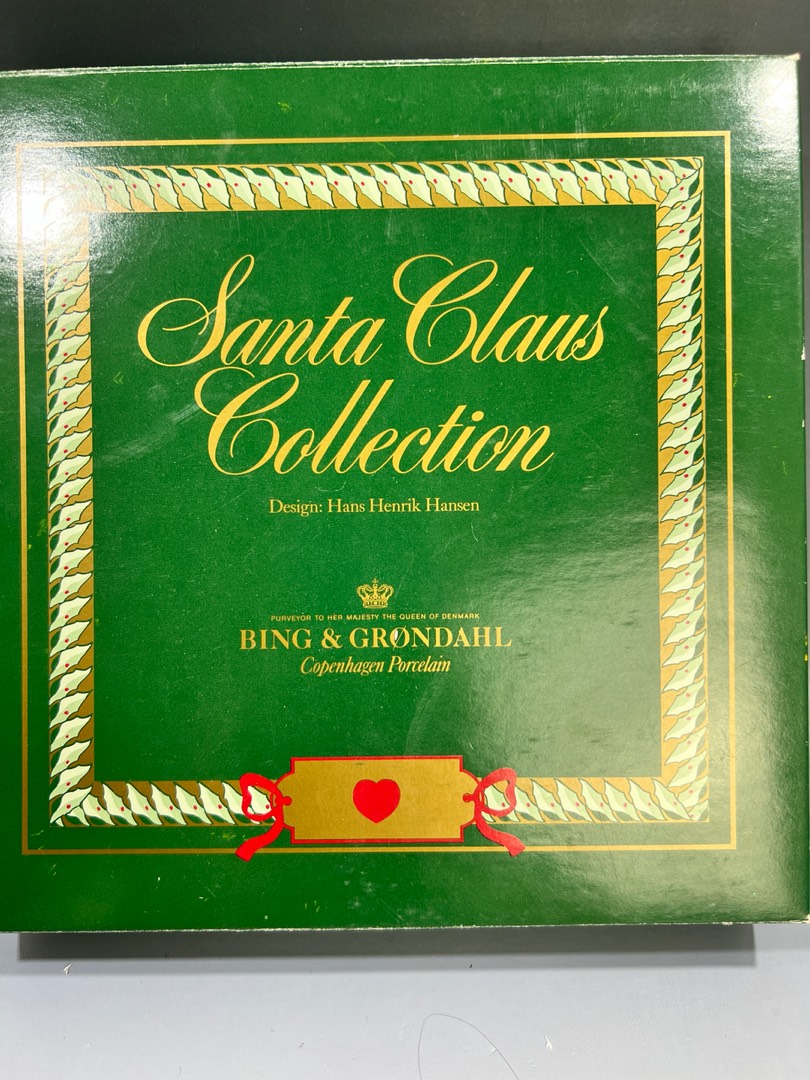 Santa Claus
Collection
Design: Hans Henrik Hansen
PURVEYOR TO HER MAJESTY THE QUEEN OF DENMARK
BING & GRØNDAHL
Copenhagen Porcelain